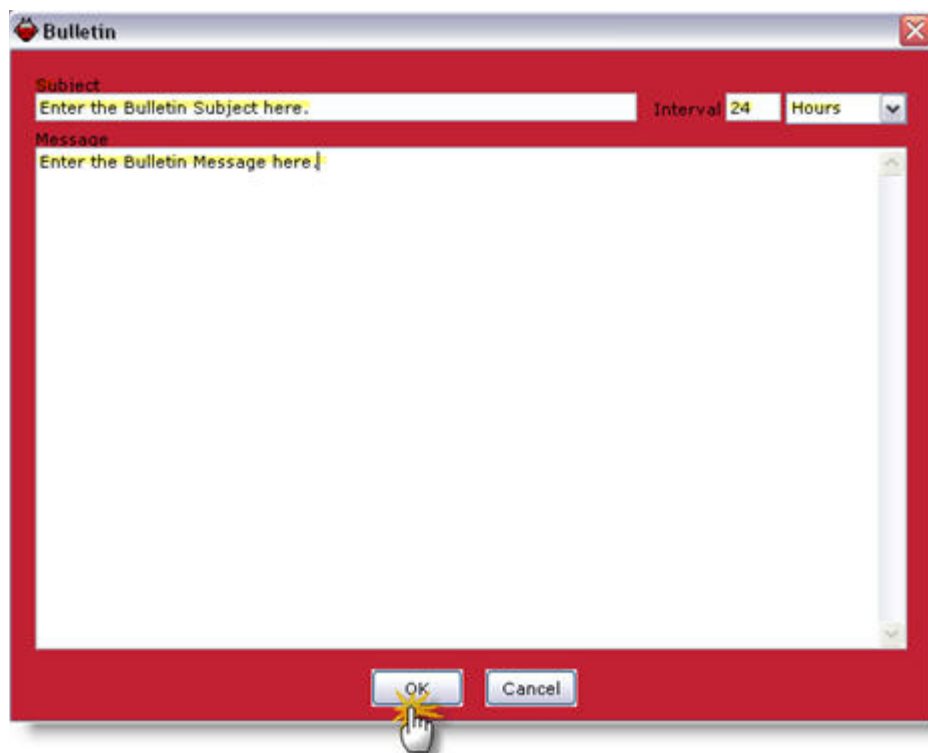 Bulletin
Subject
Enter the Bulletin Subject here.
Interval 24 Hours
Message
Enter the Bulletin Message here.
OK Cancel